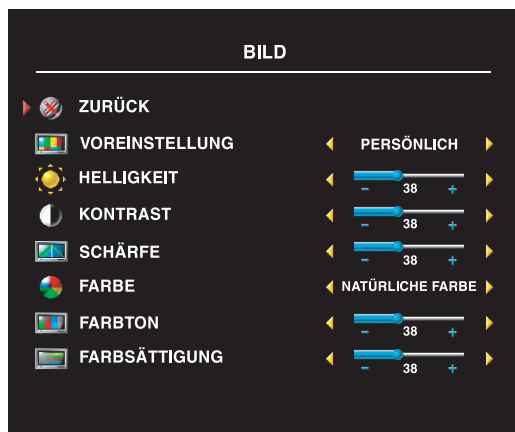 BILD
ZURÜCK
VOREINSTELLUNG PERSÖNLICH
HELLIGKEIT - 38 +
KONTRAST - 38 +
SCHÄRFE - 38 +
FARBE NATÜRLICHE FARBE
FARBTON - 38 +
FARBSÄTTIGUNG - 38 +